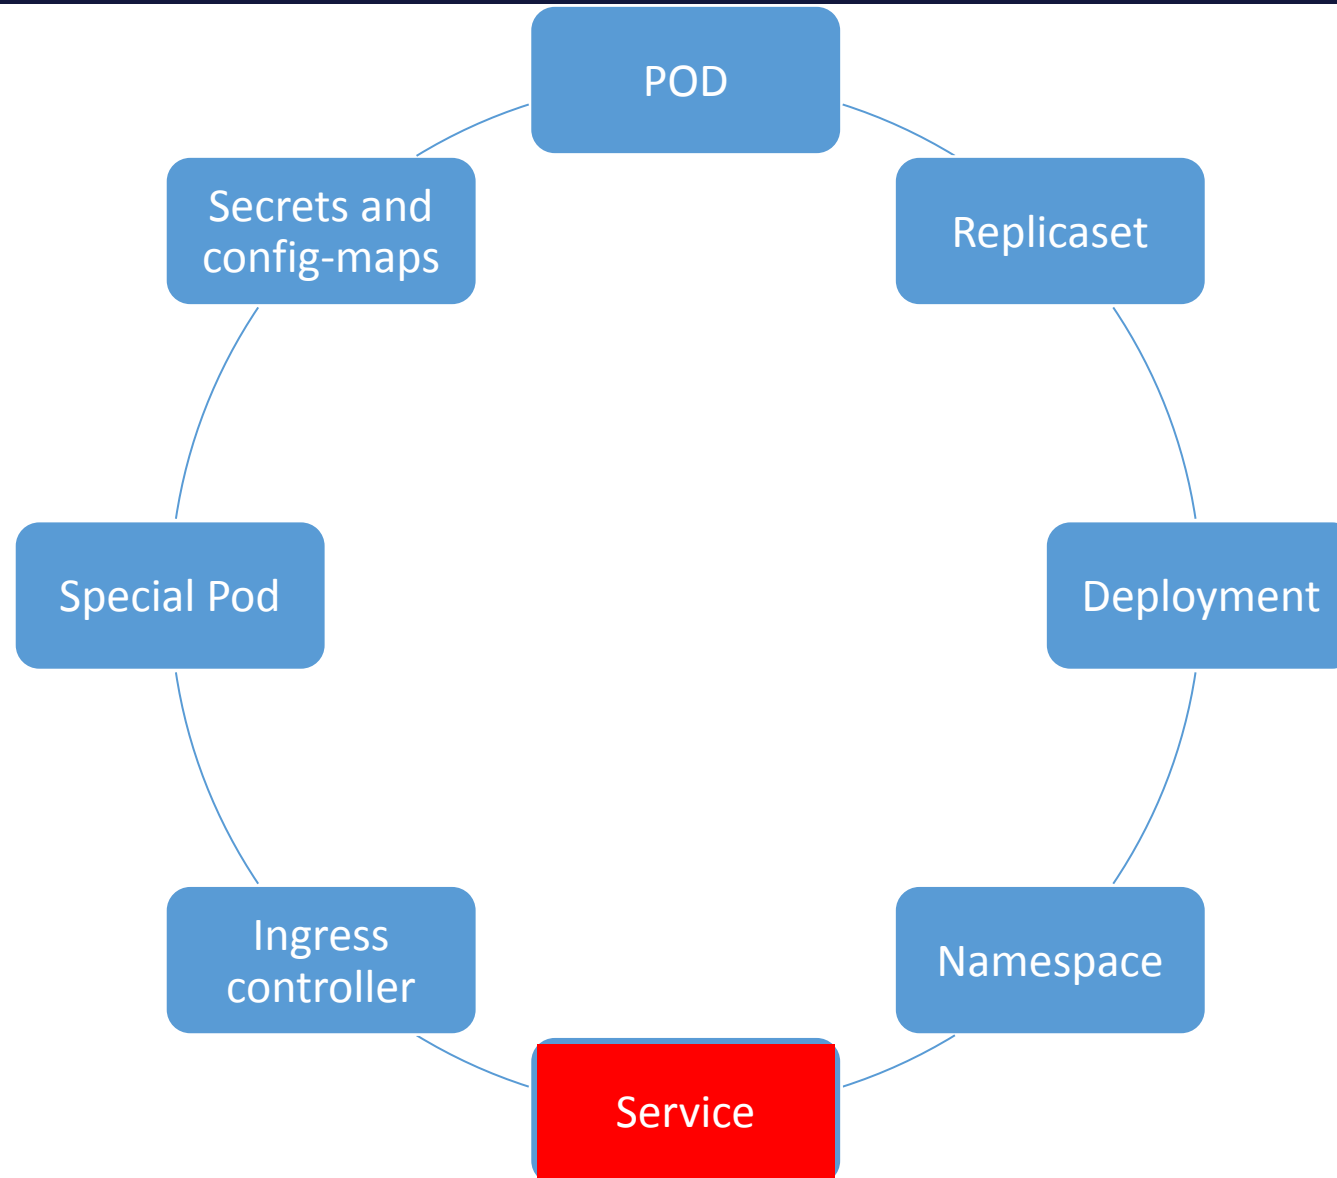 POD
Replicaset
Deployment
Namespace
Service
Ingress
controller
Special Pod
Secrets and
config-maps